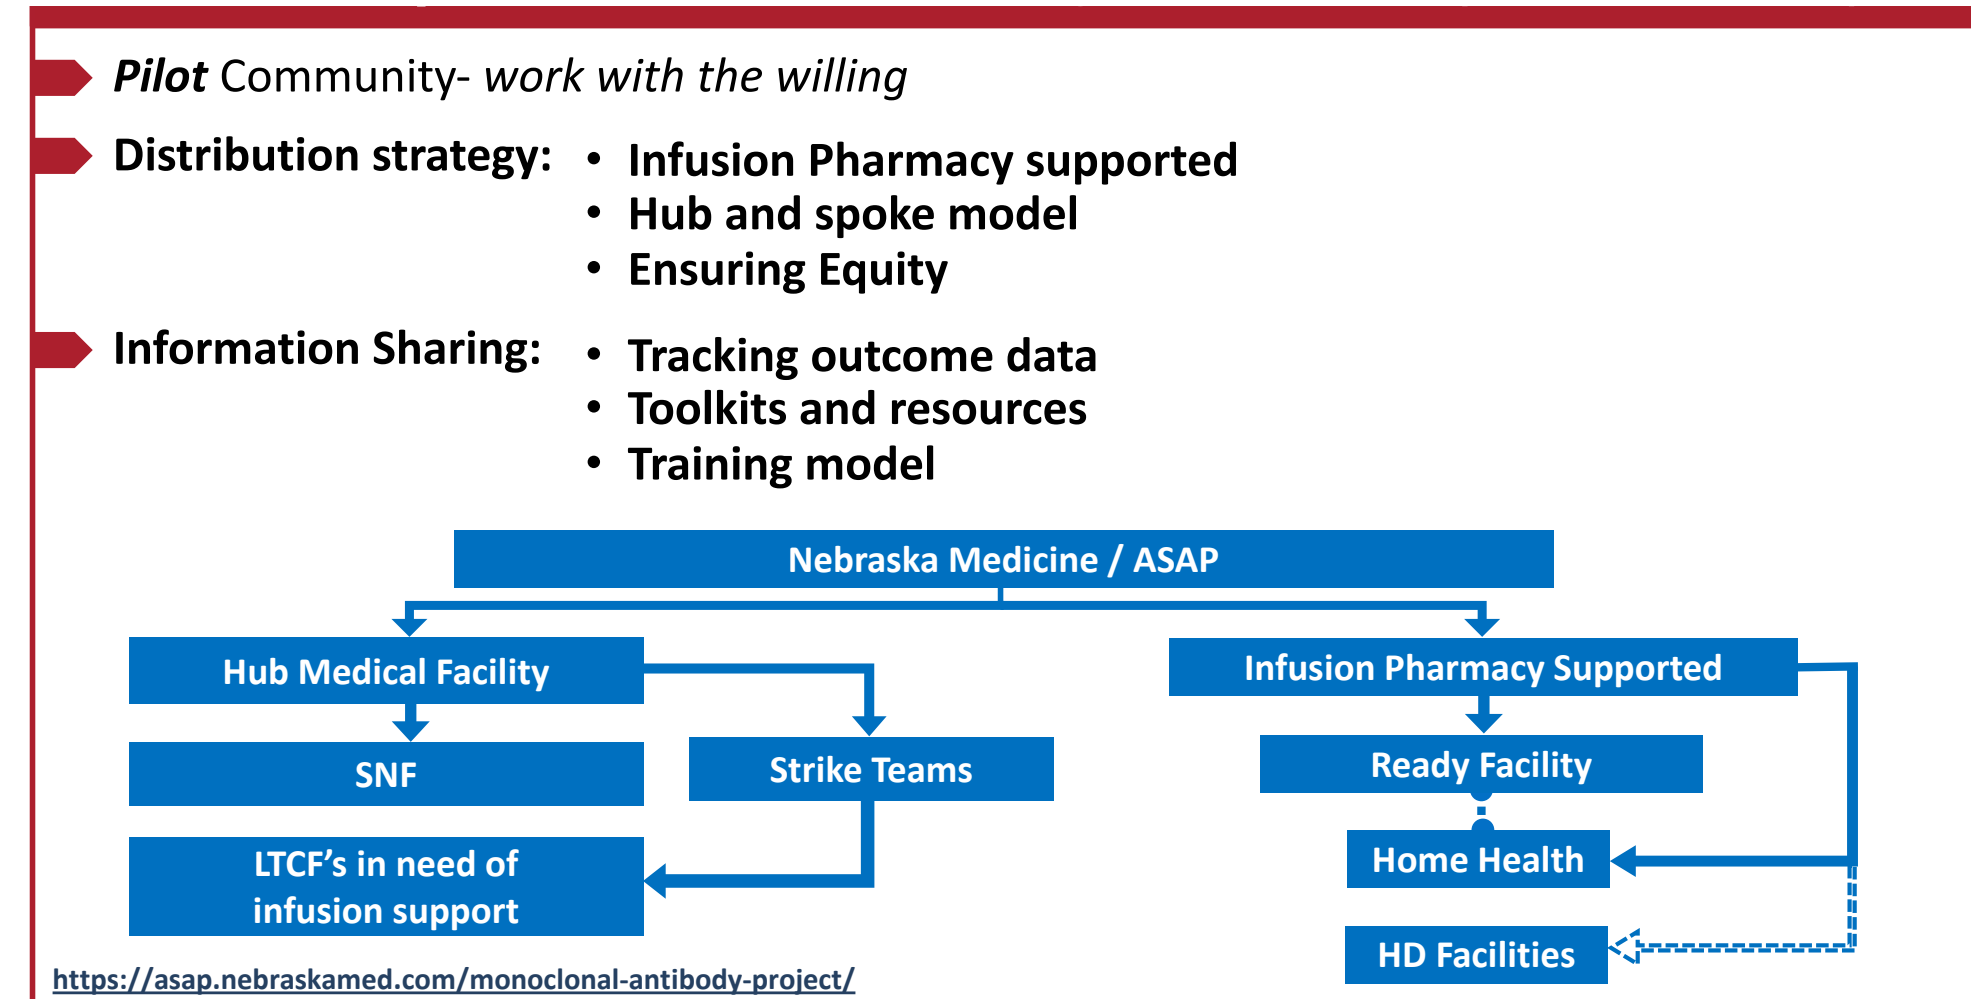 Pilot Community- work with the willing
Distribution strategy:
• Infusion Pharmacy supported
• Hub and spoke model
• Ensuring Equity
Information Sharing:
• Tracking outcome data
• Toolkits and resources
• Training model
Nebraska Medicine / ASAP
Hub Medical Facility
Infusion Pharmacy Supported
SNF
Strike Teams
Ready Facility
LTCF’s in need of
infusion support
Home Health
HD Facilities
https://asap.nebraskamed.com/monoclonal-antibody-project/